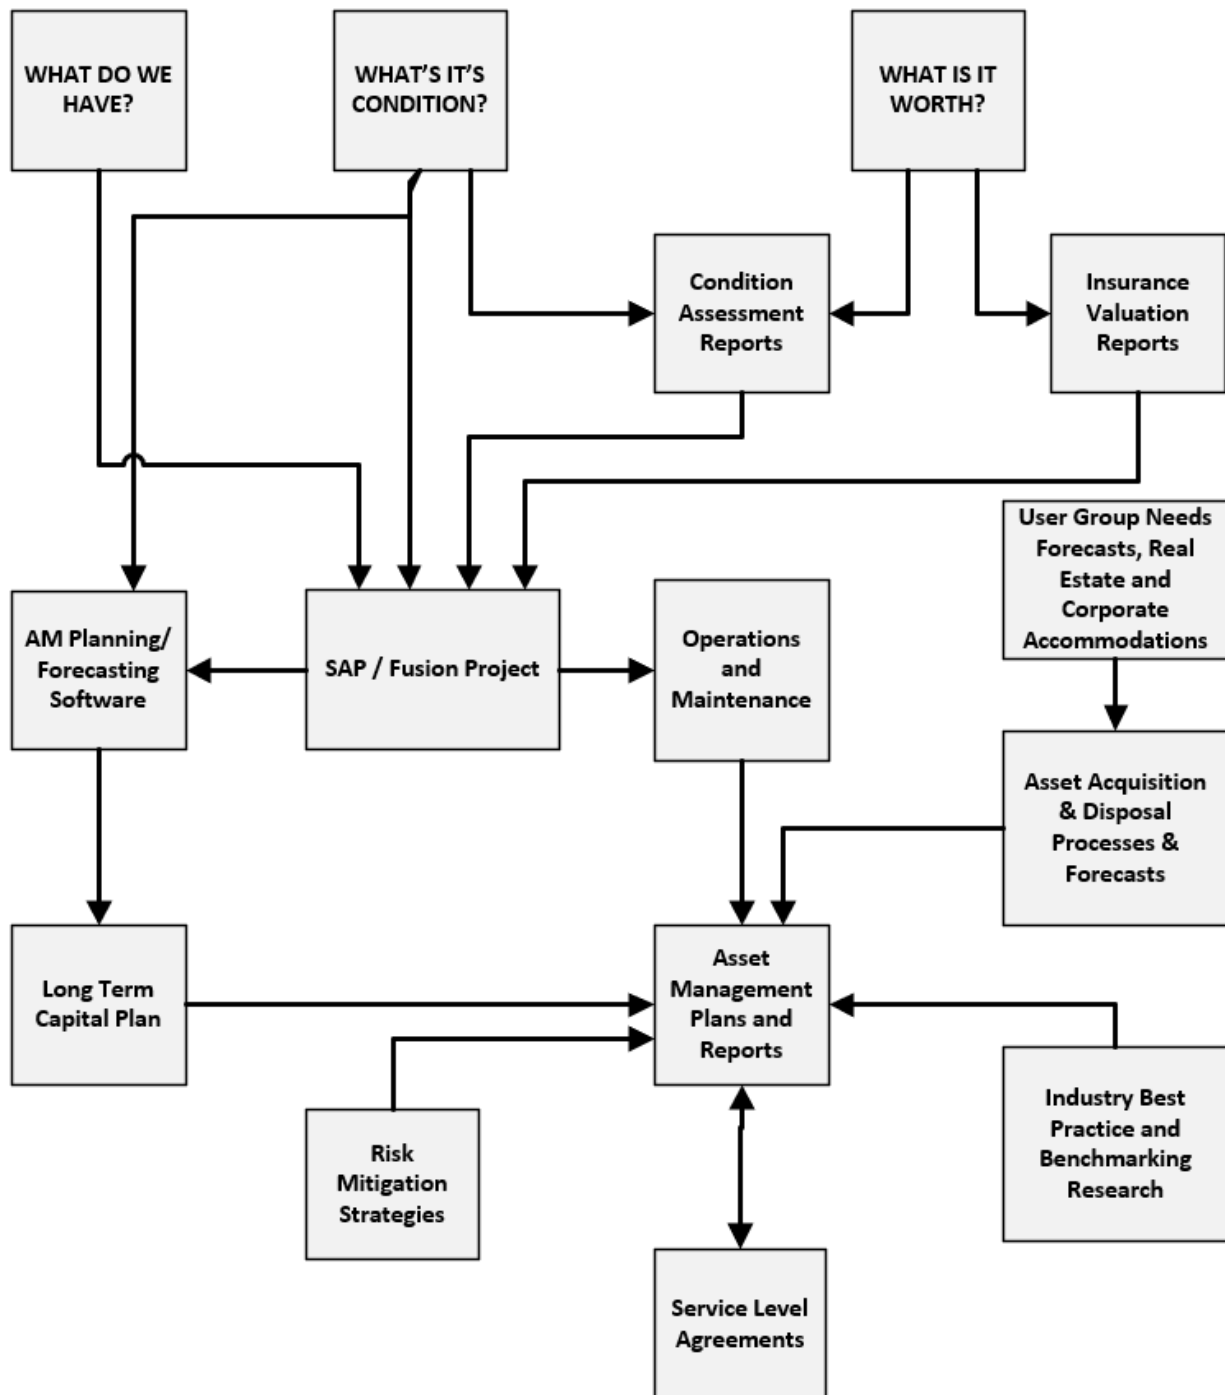 WHAT DO WE
HAVE?
WHAT'S IT'S
CONDITION?
WHAT IS IT
WORTH?
Condition
Assessment
Reports
Insurance
Valuation
Reports
User Group Needs
Forecasts, Real
Estate and
Corporate
Accommodations
AM Planning/
Forecasting
Software
SAP / Fusion Project
Operations
and
Maintenance
Asset Acquisition
& Disposal
Processes &
Forecasts
Long Term
Capital Plan
Asset
Management
Plans and
Reports
Risk
Mitigation
Strategies
Industry Best
Practice and
Benchmarking
Research
Service Level
Agreements